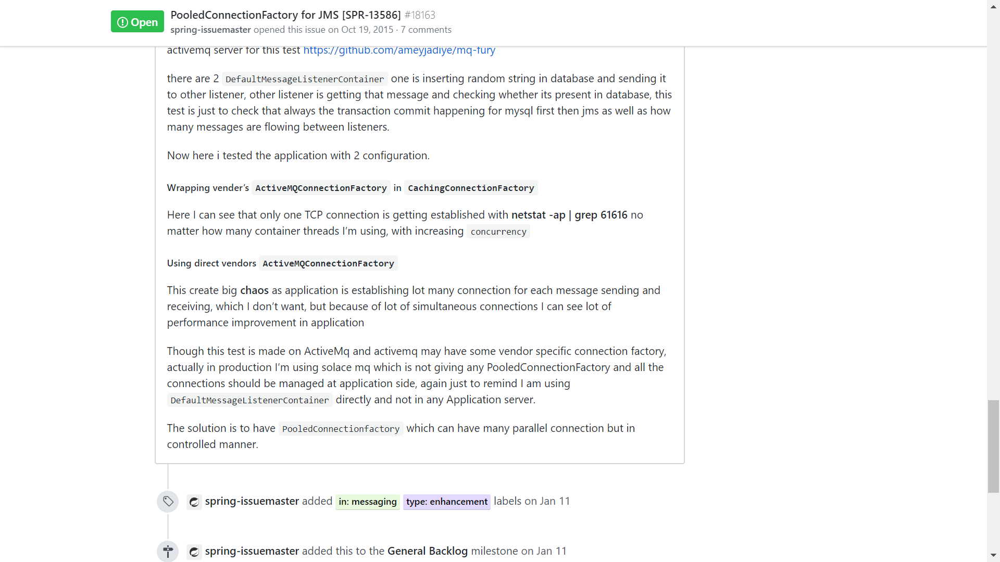 Open
PooledConnectionFactory for JMS [SPR-13586] #18163
spring-issuemaster opened this issue on Oct 19, 2015 · 7 comments
activemq server for this test https://github.com/ameyjadiye/mq-fury
there are 2 DefaultMessageListenerContainer one is inserting random string in database and sending it
to other listener, other listener is getting that message and checking whether its present in database, this
test is just to check that always the transaction commit happening for mysql first then jms as well as how
many messages are flowing between listeners.
Now here i tested the application with 2 configuration.
Wrapping vender’s ActiveMQConnectionFactory in CachingConnectionFactory
Here I can see that only one TCP connection is getting established with netstat -ap | grep 61616 no
matter how many container threads I’m using, with increasing concurrency
Using direct vendors ActiveMQConnectionFactory
This create big chaos as application is establishing lot many connection for each message sending and
receiving, which I don’t want, but because of lot of simultaneous connections I can see lot of
performance improvement in application
Though this test is made on ActiveMq and activemq may have some vendor specific connection factory,
actually in production I’m using solace mq which is not giving any PooledConnectionFactory and all the
connections should be managed at application side, again just to remind I am using
DefaultMessageListenerContainer directly and not in any Application server.
The solution is to have PooledConnectionfactory which can have many parallel connection but in
controlled manner.
spring-issuemaster added in: messaging type: enhancement labels on Jan 11
spring-issuemaster added this to the General Backlog milestone on Jan 11